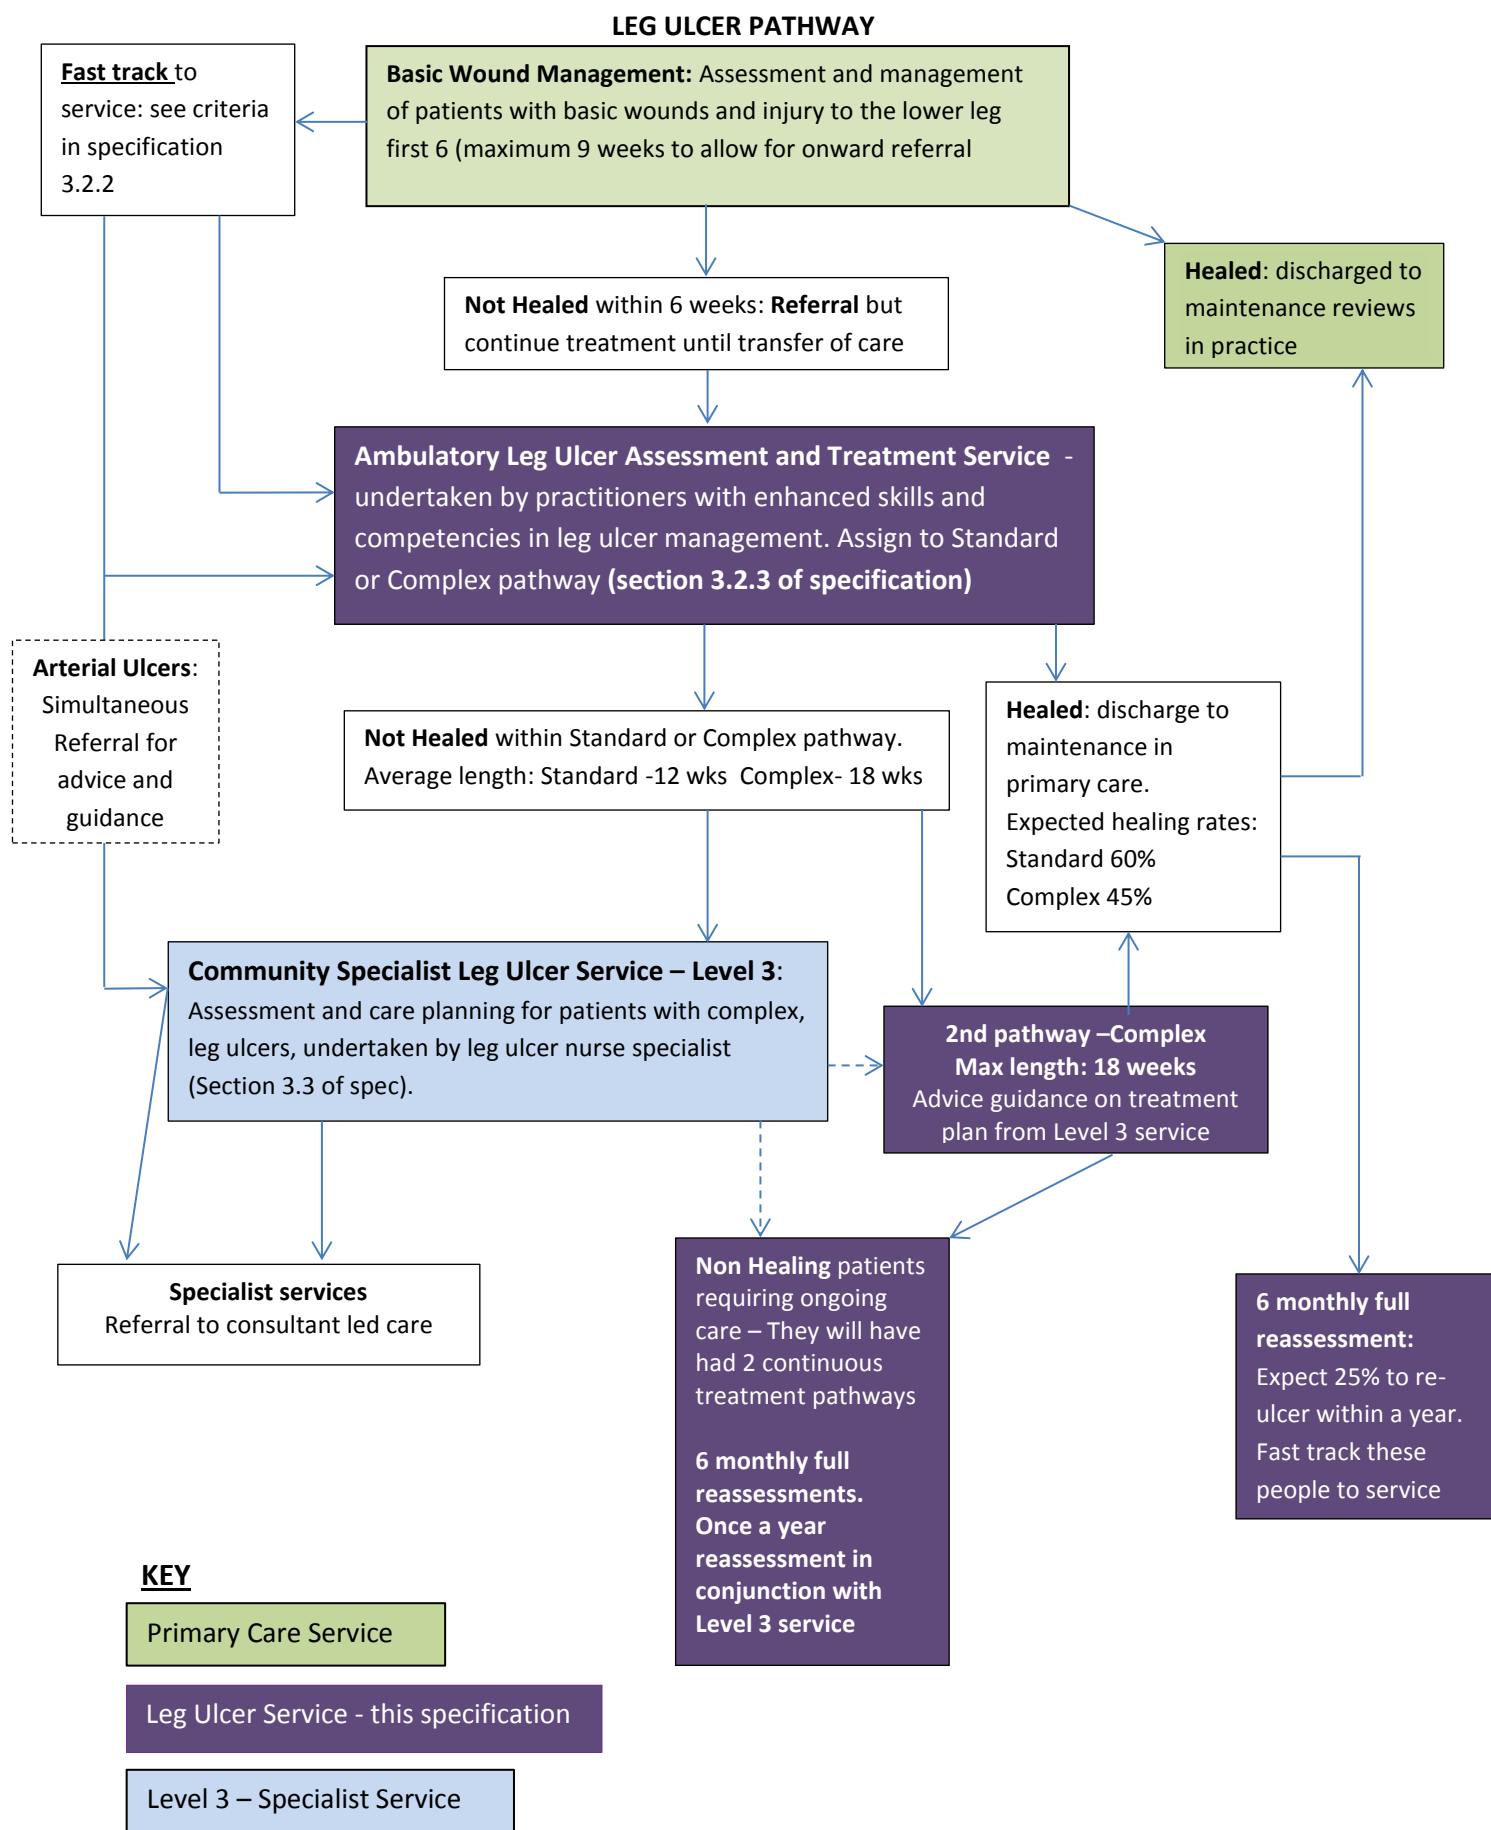 LEG ULCER PATHWAY
Fast track to
service: see criteria
in specification
3.2.2
Basic Wound Management: Assessment and management
of patients with basic wounds and injury to the lower leg
first 6 (maximum 9 weeks to allow for onward referral
Healed: discharged to
maintenance reviews
in practice
Not Healed within 6 weeks: Referral but
continue treatment until transfer of care
Ambulatory Leg Ulcer Assessment and Treatment Service -
undertaken by practitioners with enhanced skills and
competencies in leg ulcer management. Assign to Standard
or Complex pathway (section 3.2.3 of specification)
Arterial Ulcers:
Simultaneous
Referral for
advice and
guidance
Not Healed within Standard or Complex pathway.
Average length: Standard -12 wks Complex- 18 wks
Healed: discharge to
maintenance in
primary care.
Expected healing rates:
Standard 60%
Complex 45%
Community Specialist Leg Ulcer Service – Level 3:
Assessment and care planning for patients with complex,
leg ulcers, undertaken by leg ulcer nurse specialist
(Section 3.3 of spec).
2nd pathway –Complex
Max length: 18 weeks
Advice guidance on treatment
plan from Level 3 service
Specialist services
Referral to consultant led care
Non Healing patients
requiring ongoing
care – They will have
had 2 continuous
treatment pathways
6 monthly full
reassessments.
Once a year
reassessment in
conjunction with
Level 3 service
6 monthly full
reassessment:
Expect 25% to re-
ulcer within a year.
Fast track these
people to service
KEY
Primary Care Service
Leg Ulcer Service - this specification
Level 3 – Specialist Service